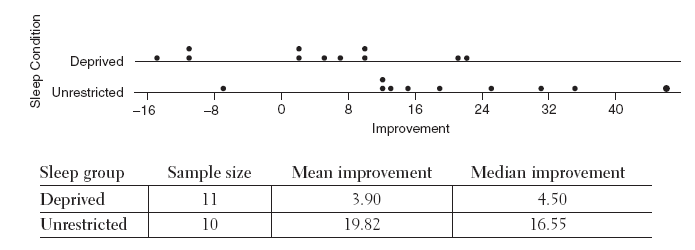 Sleep Condition
Deprived
Unrestricted
−16 −8 0 8 16 24 32 40
Improvement
Sleep group Sample size Mean improvement Median improvement
Deprived 11 3.90 4.50
Unrestricted 10 19.82 16.55